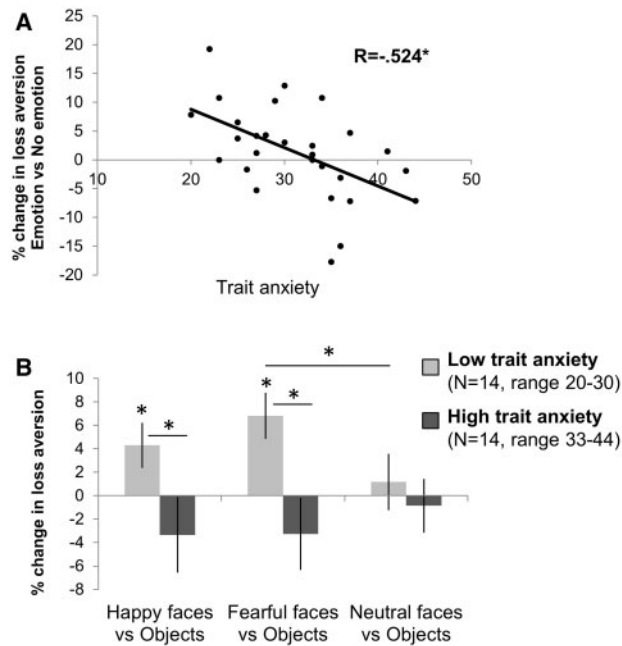 A
% change in loss aversion
Emotion vs No emotion
25
20
15
10
5
0
-5
-10
-15
-20
10
20
30
40
50
R=-.524*
Trait anxiety
B
% change in loss aversion
10
8
6
4
2
0
-2
-4
-6
-8
*
*
*
*
*
Low trait anxiety
(N=14, range 20-30)
High trait anxiety
(N=14, range 33-44)
Happy faces
vs Objects
Fearful faces
vs Objects
Neutral faces
vs Objects